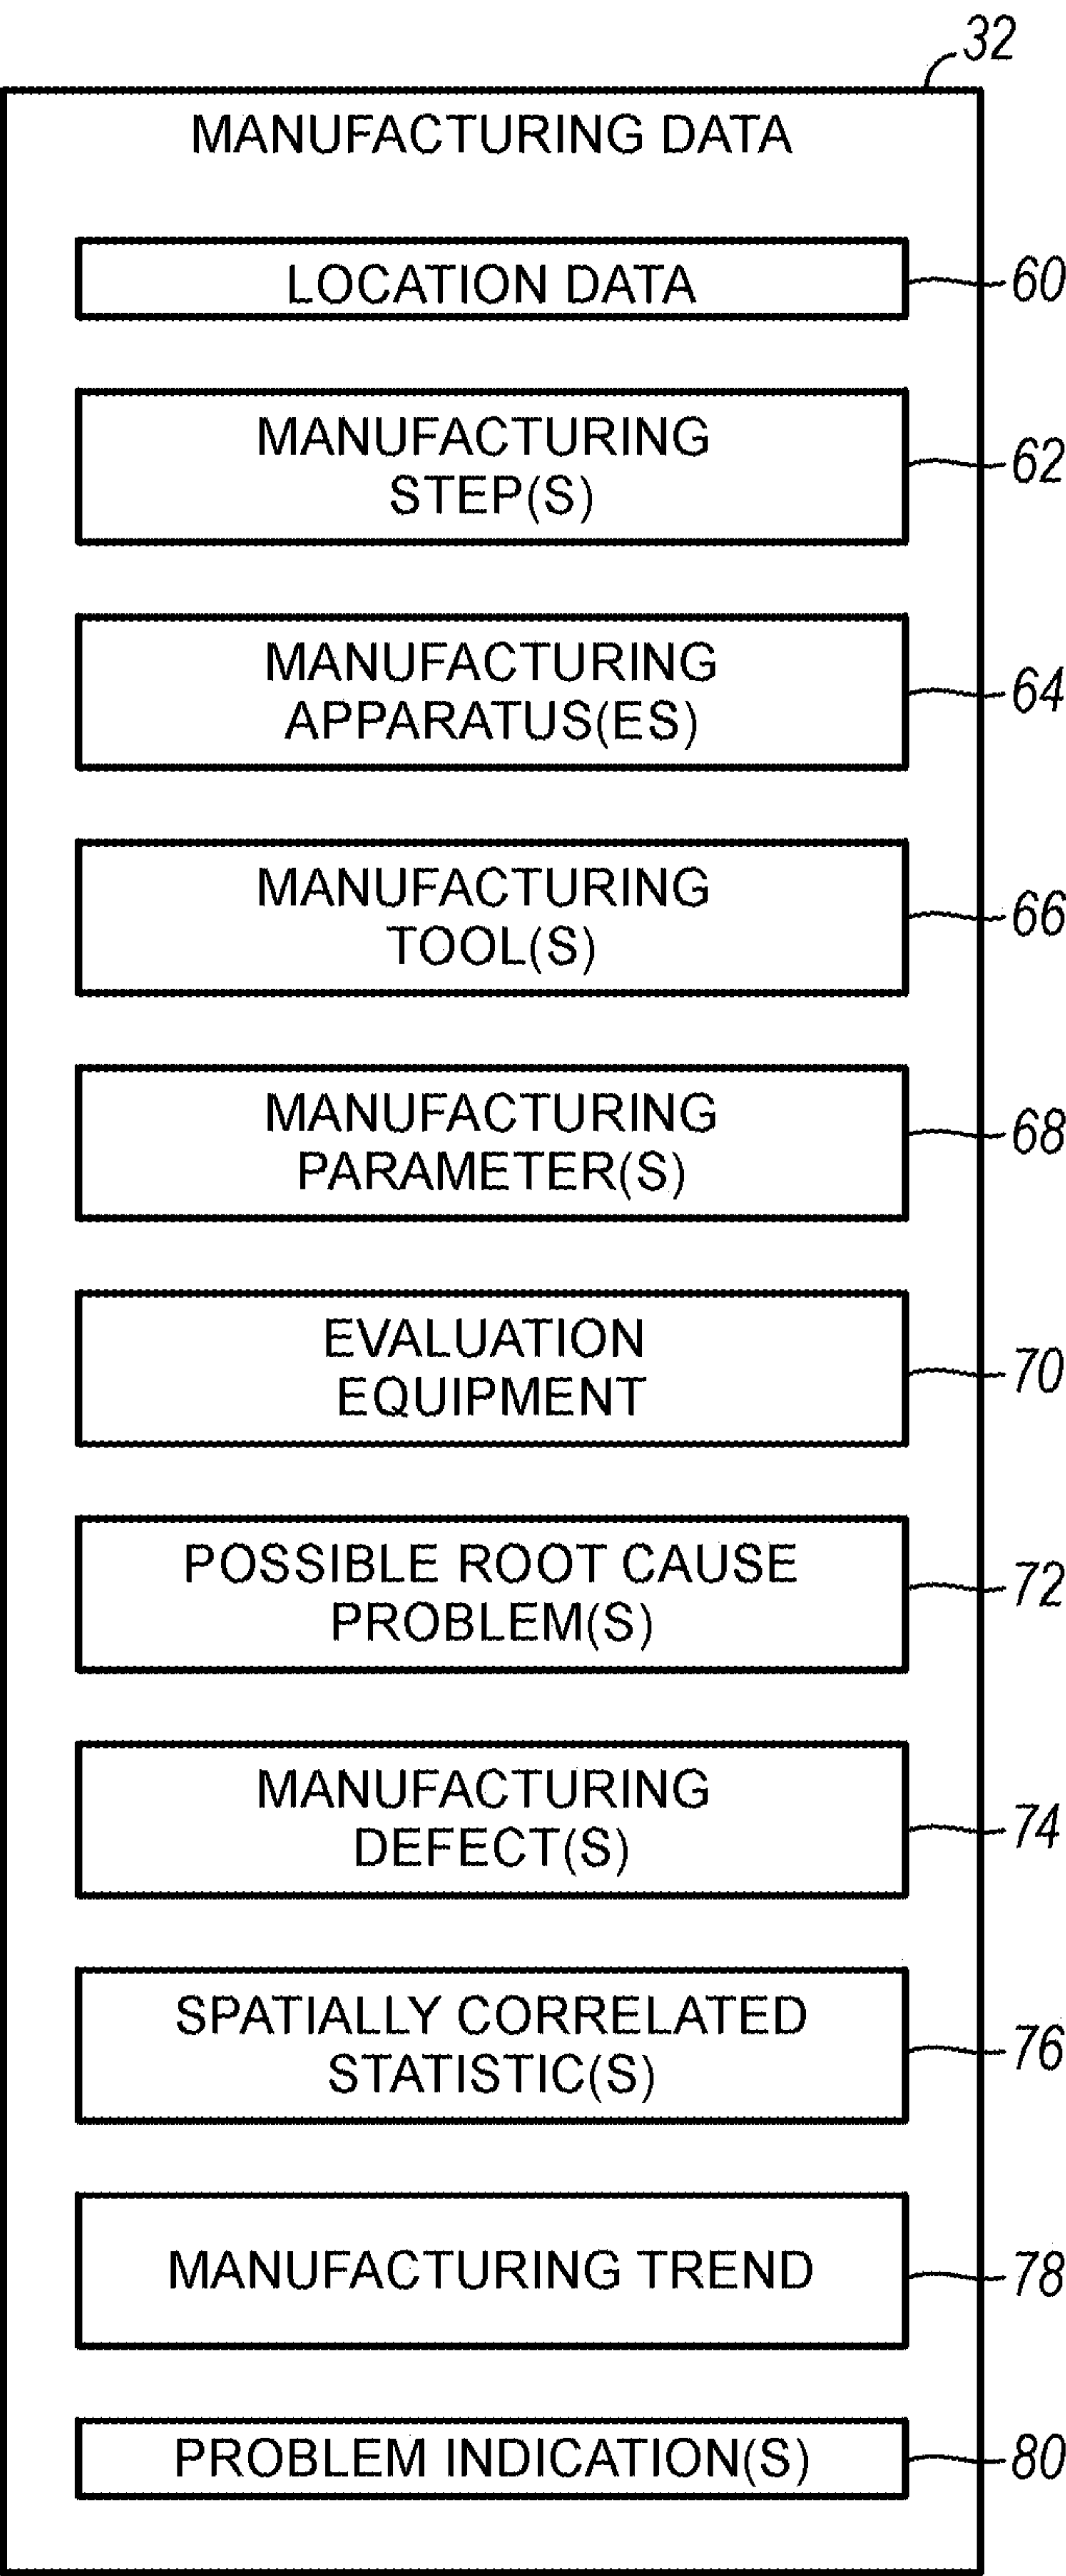 32
MANUFACTURING DATA
LOCATION DATA
60
MANUFACTURING
STEP(S)
62
MANUFACTURING
APPARATUS(ES)
64
MANUFACTURING
TOOL(S)
66
MANUFACTURING
PARAMETER(S)
68
EVALUATION
EQUIPMENT
70
POSSIBLE ROOT CAUSE
PROBLEM(S)
72
MANUFACTURING
DEFECT(S)
74
SPATIALLY CORRELATED
STATISTIC(S)
76
MANUFACTURING TREND
78
PROBLEM INDICATION(S)
80